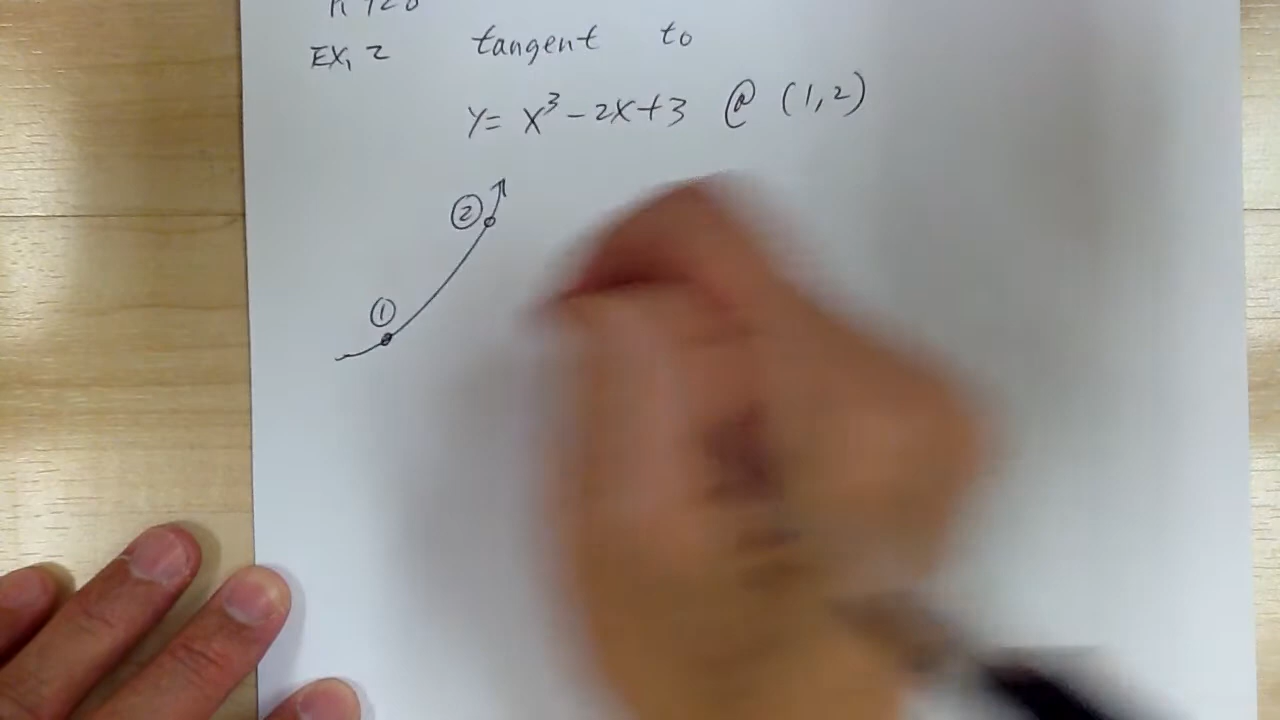 EX, 2 tangent to
y= x³-2x+3 @ (1,2)
②
①